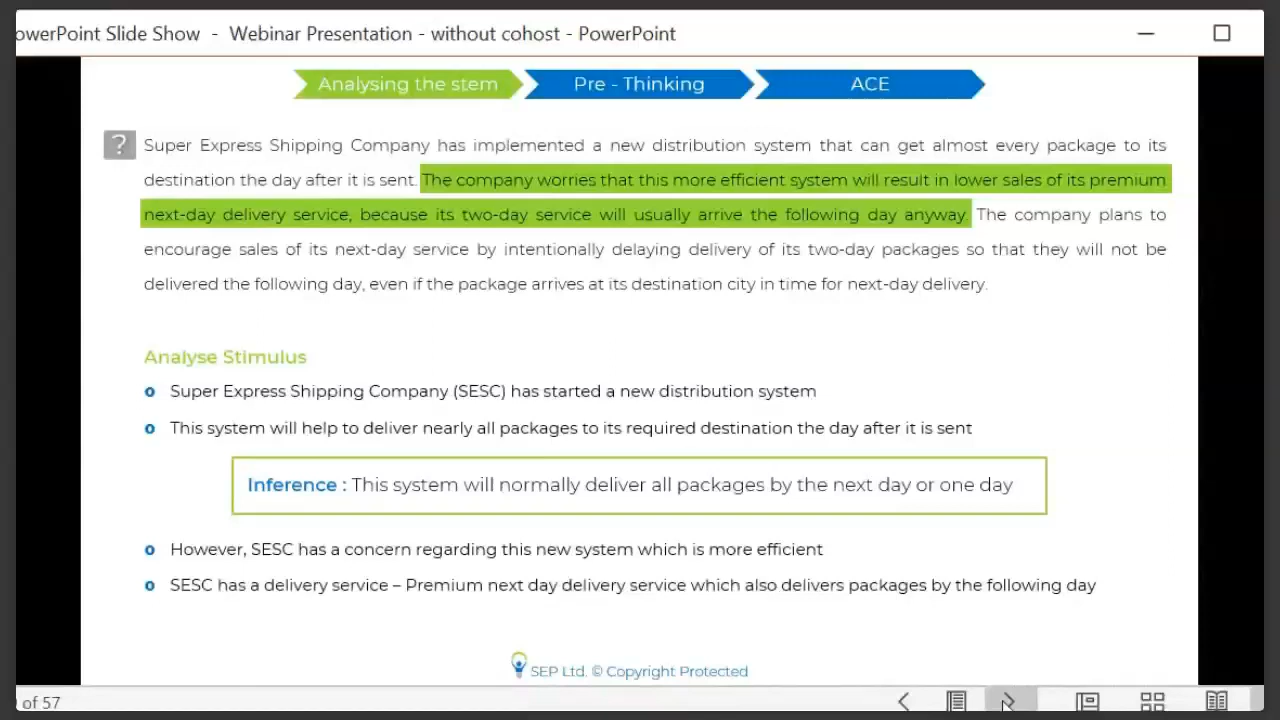 owerPoint Slide Show - Webinar Presentation - without cohost - PowerPoint
Analysing the stem Pre - Thinking ACE
? Super Express Shipping Company has implemented a new distribution system that can get almost every package to its
destination the day after it is sent. The company worries that this more efficient system will result in lower sales of its premium
next-day delivery service, because its two-day service will usually arrive the following day anyway. The company plans to
encourage sales of its next-day service by intentionally delaying delivery of its two-day packages so that they will not be
delivered the following day, even if the package arrives at its destination city in time for next-day delivery.
Analyse Stimulus
o Super Express Shipping Company (SESC) has started a new distribution system
o This system will help to deliver nearly all packages to its required destination the day after it is sent
Inference : This system will normally deliver all packages by the next day or one day
o However, SESC has a concern regarding this new system which is more efficient
o SESC has a delivery service – Premium next day delivery service which also delivers packages by the following day
SEP Ltd. © Copyright Protected
of 57